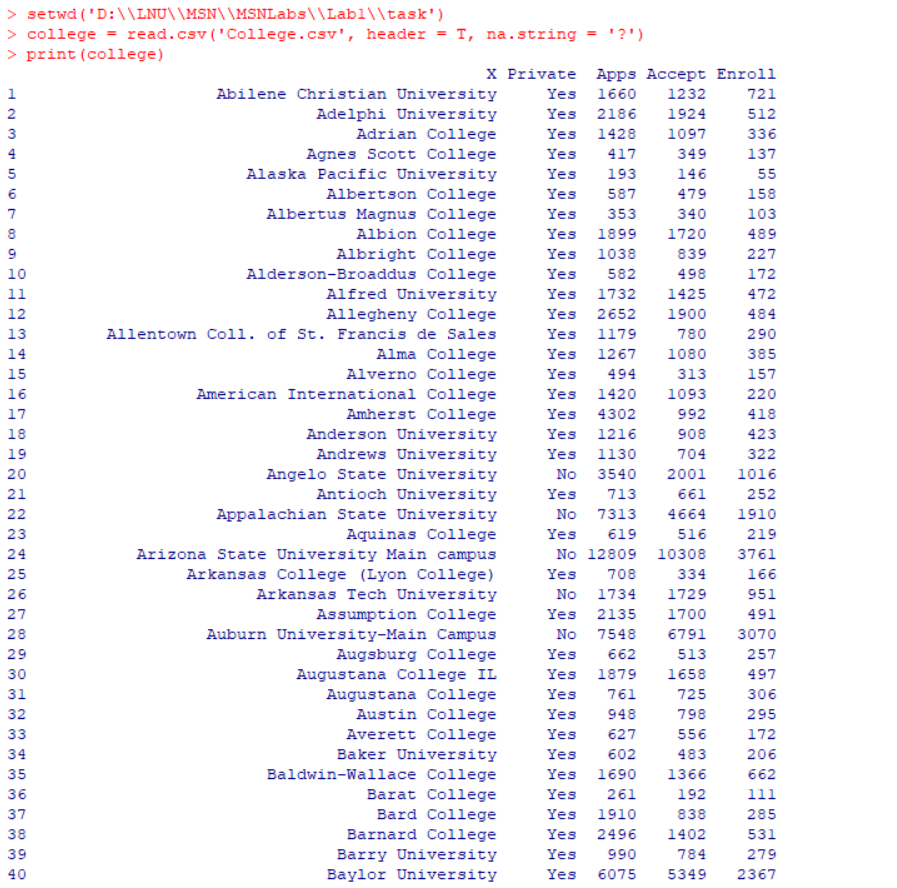 > setwd('D:\\LNU\\MSN\\MSNLabs\\Lab1\\task')
> college = read.csv('College.csv', header = T, na.string = '?')
> print(college)
X Private Apps Accept Enroll
1 Abilene Christian University Yes 1660 1232 721
2 Adelphi University Yes 2186 1924 512
3 Adrian College Yes 1428 1097 336
4 Agnes Scott College Yes 417 349 137
5 Alaska Pacific University Yes 193 146 55
6 Albertson College Yes 587 479 158
7 Albertus Magnus College Yes 353 340 103
8 Albion College Yes 1899 1720 489
9 Albright College Yes 1038 839 227
10 Alderson-Broaddus College Yes 582 498 172
11 Alfred University Yes 1732 1425 472
12 Allegheny College Yes 2652 1900 484
13 Allentown Coll. of St. Francis de Sales Yes 1179 780 290
14 Alma College Yes 1267 1080 385
15 Alverno College Yes 494 313 157
16 American International College Yes 1420 1093 220
17 Amherst College Yes 4302 992 418
18 Anderson University Yes 1216 908 423
19 Andrews University Yes 1130 704 322
20 Angelo State University No 3540 2001 1016
21 Antioch University Yes 713 661 252
22 Appalachian State University No 7313 4664 1910
23 Aquinas College Yes 619 516 219
24 Arizona State University Main campus No 12809 10308 3761
25 Arkansas College (Lyon College) Yes 708 334 166
26 Arkansas Tech University No 1734 1729 951
27 Assumption College Yes 2135 1700 491
28 Auburn University-Main Campus No 7548 6791 3070
29 Augsburg College Yes 662 513 257
30 Augustana College IL Yes 1879 1658 497
31 Augustana College Yes 761 725 306
32 Austin College Yes 948 798 295
33 Averett College Yes 627 556 172
34 Baker University Yes 602 483 206
35 Baldwin-Wallace College Yes 1690 1366 662
36 Barat College Yes 261 192 111
37 Bard College Yes 1910 838 285
38 Barnard College Yes 2496 1402 531
39 Barry University Yes 990 784 279
40 Baylor University Yes 6075 5349 2367